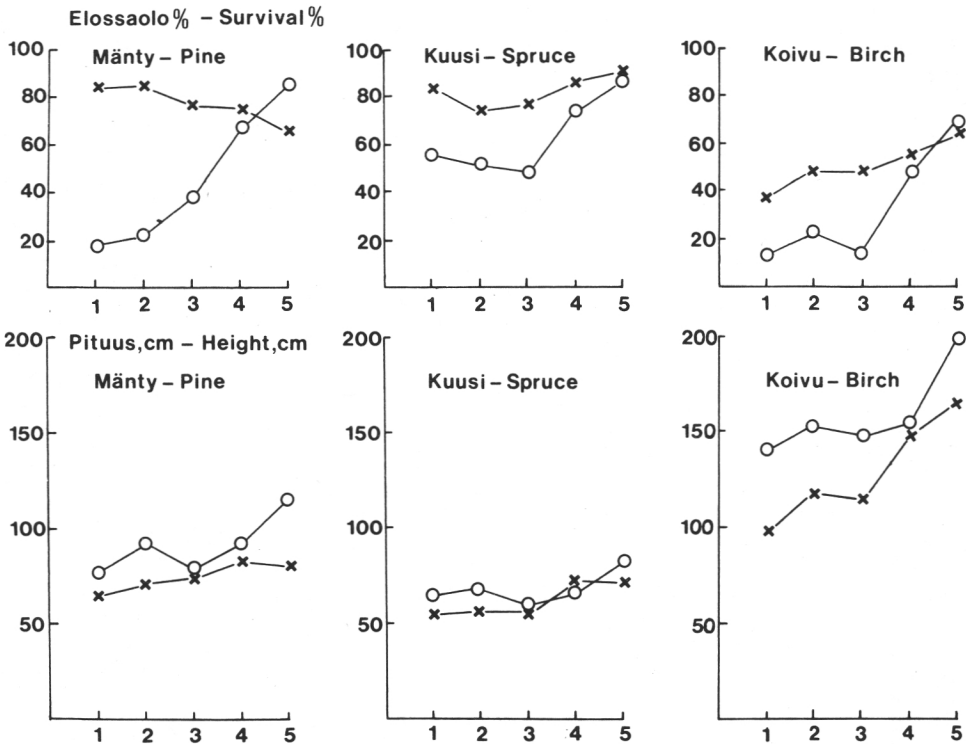 Elossaolo % – Survival %
Mänty – Pine
Kuusi – Spruce
Koivu – Birch
100
80
60
40
20
1 2 3 4 5
100
80
60
40
20
1 2 3 4 5
100
80
60
40
20
1 2 3 4 5
Pituus, cm – Height, cm
Mänty – Pine
Kuusi – Spruce
Koivu – Birch
200
150
100
50
1 2 3 4 5
200
150
100
50
1 2 3 4 5
200
150
100
50
1 2 3 4 5